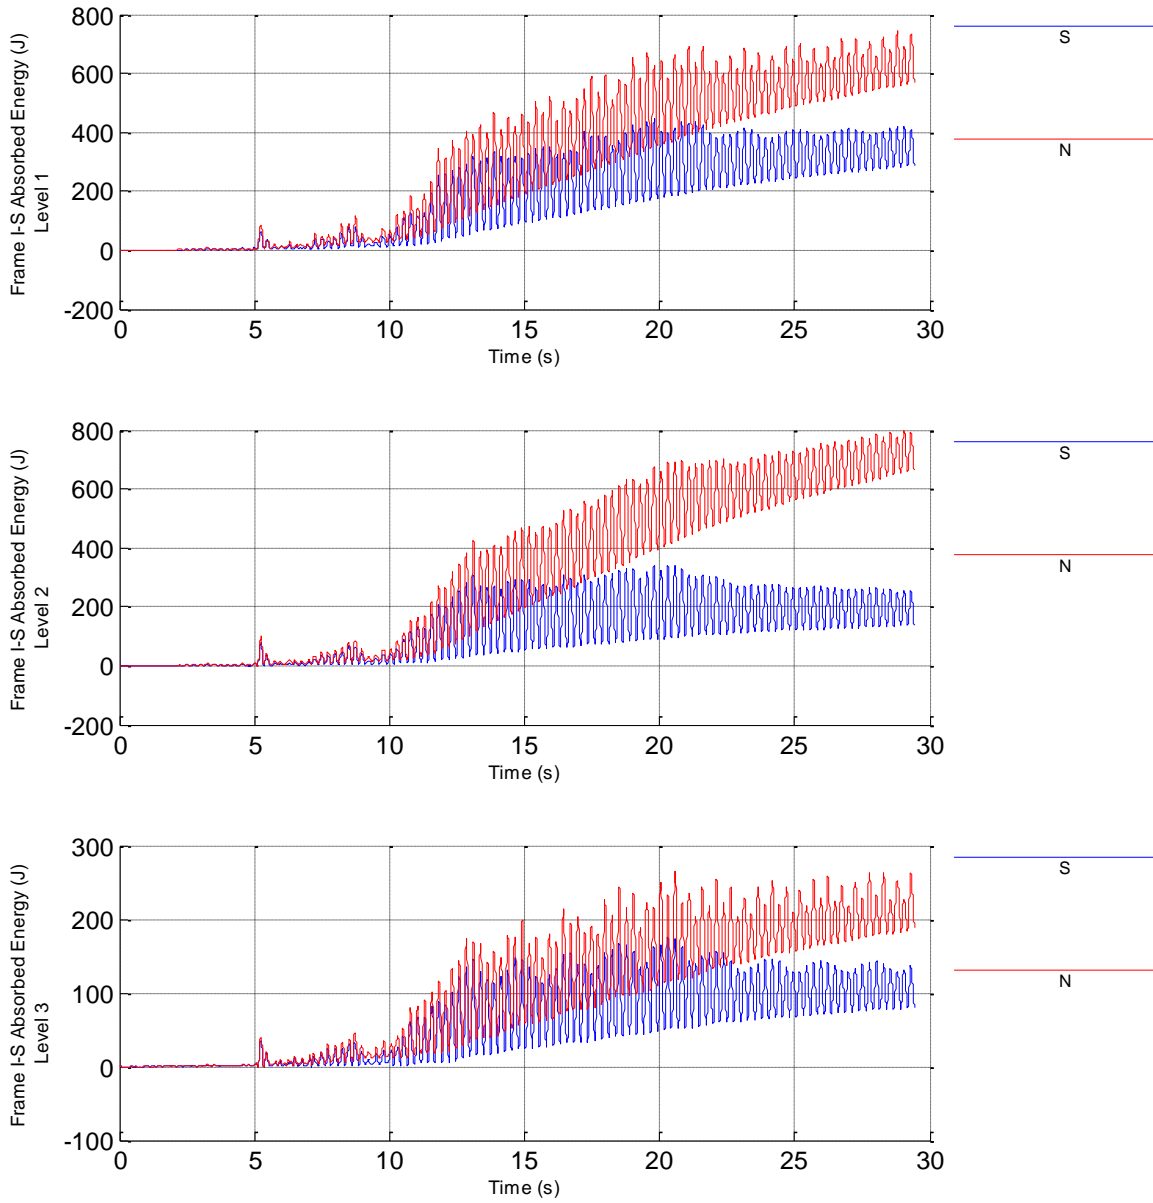 800
600
400
200
0
-200
0 5 10 15 20 25 30
Time (s)
Frame I-S Absorbed Energy (J)
Level 1
S
N
800
600
400
200
0
-200
0 5 10 15 20 25 30
Time (s)
Frame I-S Absorbed Energy (J)
Level 2
S
N
300
200
100
0
-100
0 5 10 15 20 25 30
Time (s)
Frame I-S Absorbed Energy (J)
Level 3
S
N